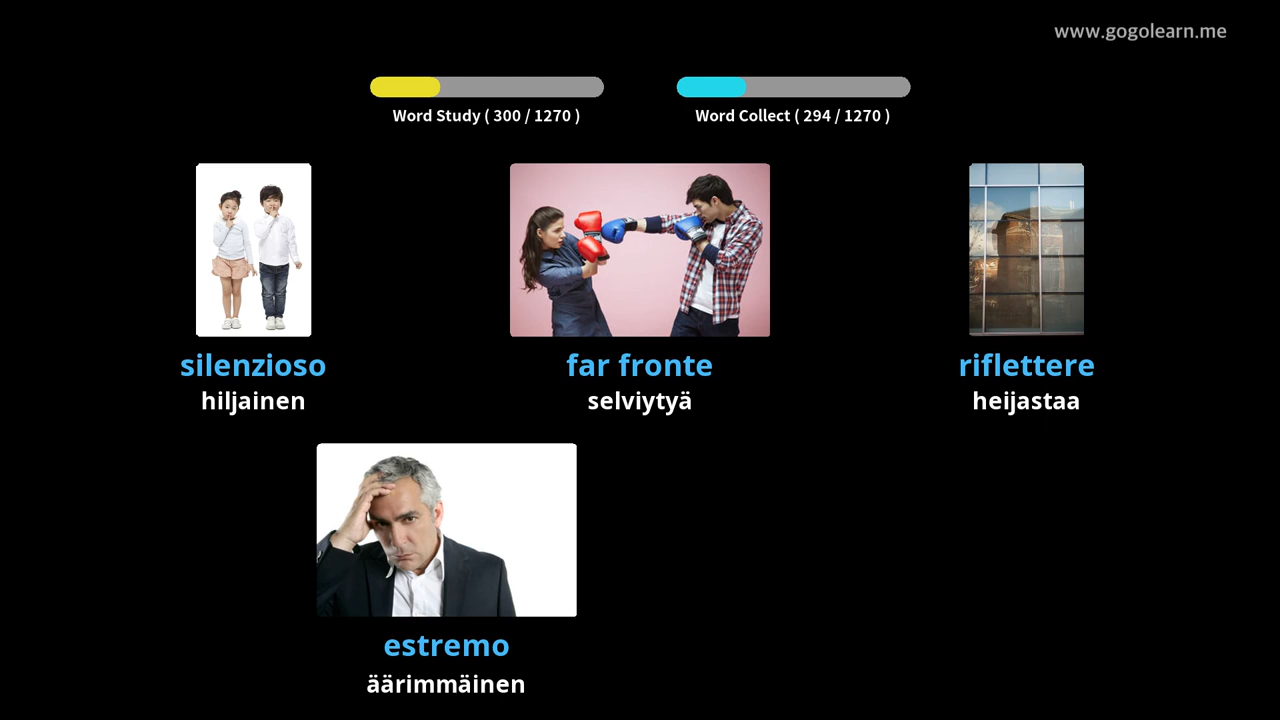 www.gogolearn.me
Word Study ( 300 / 1270 )
Word Collect ( 294 / 1270 )
silenzioso
hiljainen
far fronte
selviytyä
riflettere
heijastaa
estremo
äärimmäinen